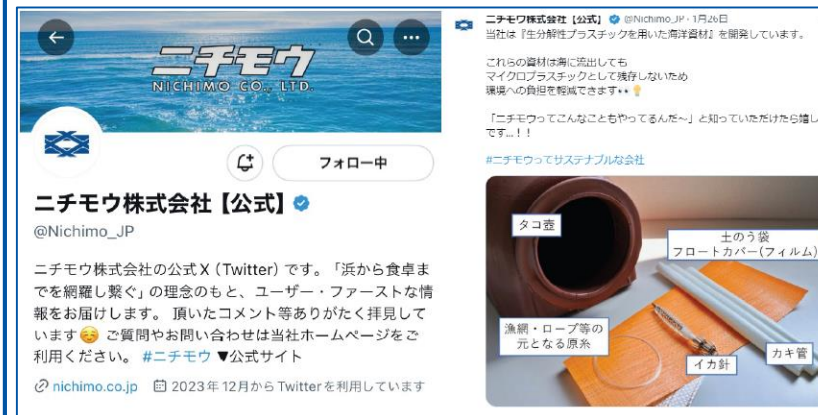 ニチモウ
NICHIMO CO., LTD.
フォロー中
ニチモウ株式会社【公式】
@Nichimo_JP
ニチモウ株式会社の公式X(Twitter)です。「浜から食卓ま
でを網羅し繋ぐ」の理念のもと、ユーザー・ファーストな情
報をお届けします。 頂いたコメント等ありがたく拝見して
います😄 ご質問やお問い合わせは当社ホームページをご
利用ください。 #ニチモウ ▼公式サイト
nichimo.co.jp 2023年12月からTwitterを利用しています
ニチモウ株式会社【公式】 @Nichimo_JP・1月26日
当社は『生分解性プラスチックを用いた海洋資材』を開発しています。
これらの資材は海に流出しても
マイクロプラスチックとして残存しないため
環境への負担を軽減できます👀💡
「ニチモウってこんなこともやってるんだ〜」と知っていただけたら嬉し
です...！！
#ニチモウってサステナブルな会社
タコ壺
土のう袋
フロートカバー(フィルム)
漁網・ロープ等の
元となる原糸
イカ針
カキ管